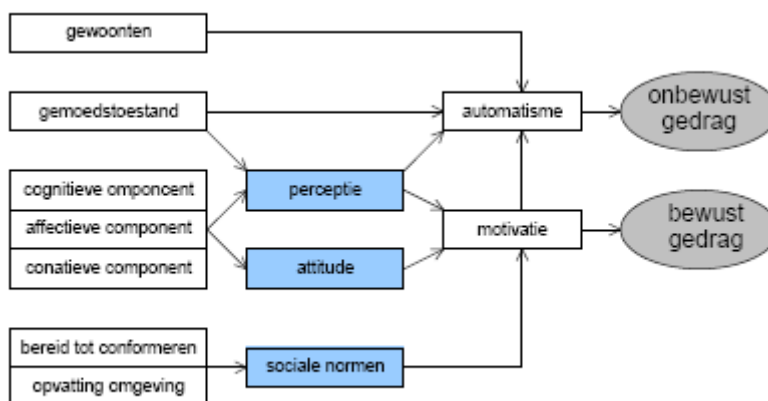 gewoonten
gemoedstoestand
automatisme
onbewust
gedrag
cognitieve omponcent
affectieve component
conatieve component
perceptie
attitude
motivatie
bewust
gedrag
bereid tot conformeren
opvatting omgeving
sociale normen